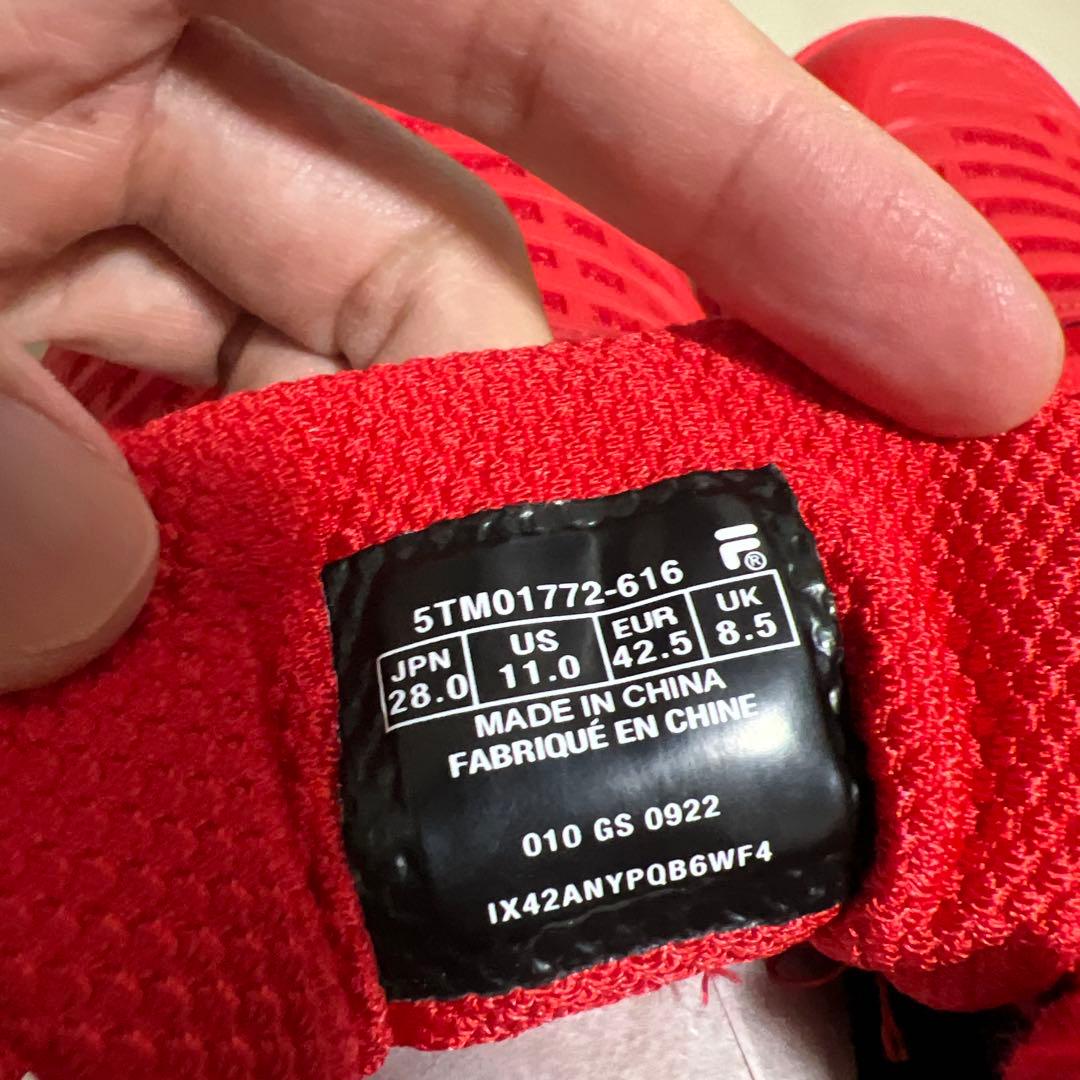 F®
5TM01772-616
JPN US EUR UK
28.0 11.0 42.5 8.5
MADE IN CHINA
FABRIQUÉ EN CHINE
010 GS 0922
IX42ANYPQB6WF4